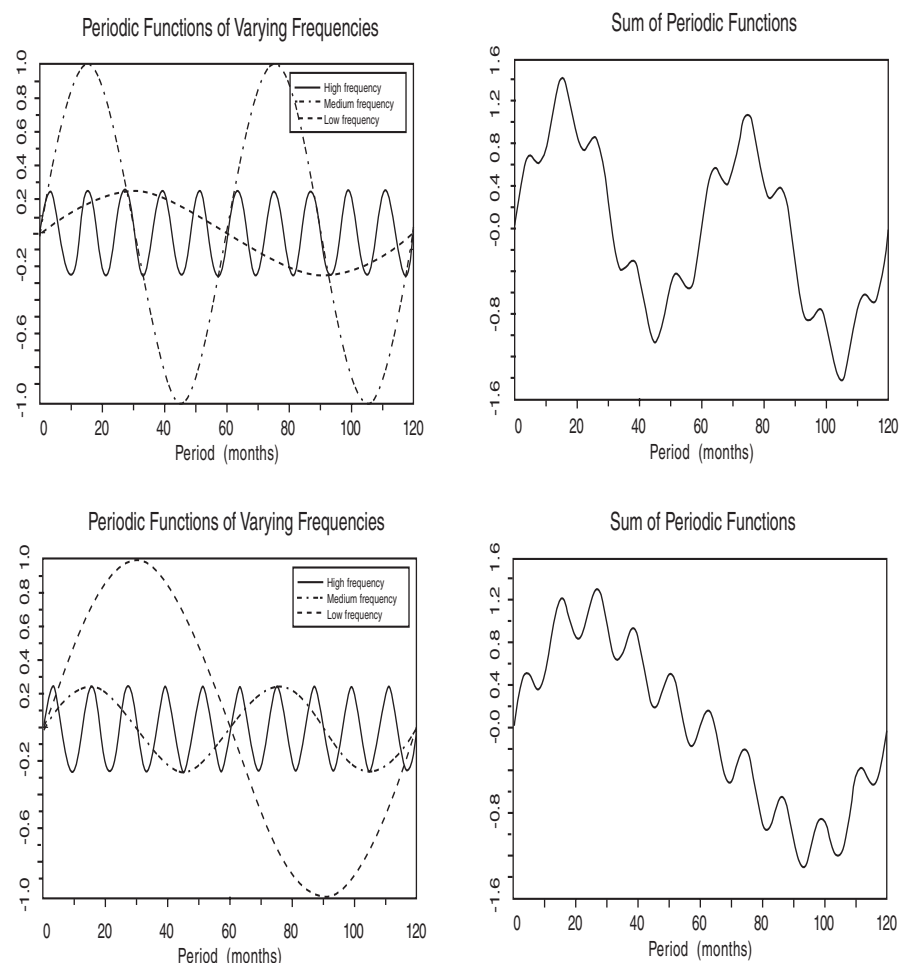 Periodic Functions of Varying Frequencies
1.0
0.8
0.6
0.4
0.2
-0.2
-0.6
-1.0
High frequency
Medium frequency
Low frequency
0 20 40 60 80 100 120
Period (months)
Sum of Periodic Functions
1.6
1.2
0.8
0.4
-0.0
-0.8
-1.6
0 20 40 60 80 100 120
Period (months)
Periodic Functions of Varying Frequencies
1.0
0.8
0.6
0.4
0.2
-0.2
-0.6
-1.0
High frequency
Medium frequency
Low frequency
0 20 40 60 80 100 120
Period (months)
Sum of Periodic Functions
1.6
1.2
0.8
0.4
-0.0
-0.8
-1.6
0 20 40 60 80 100 120
Period (months)